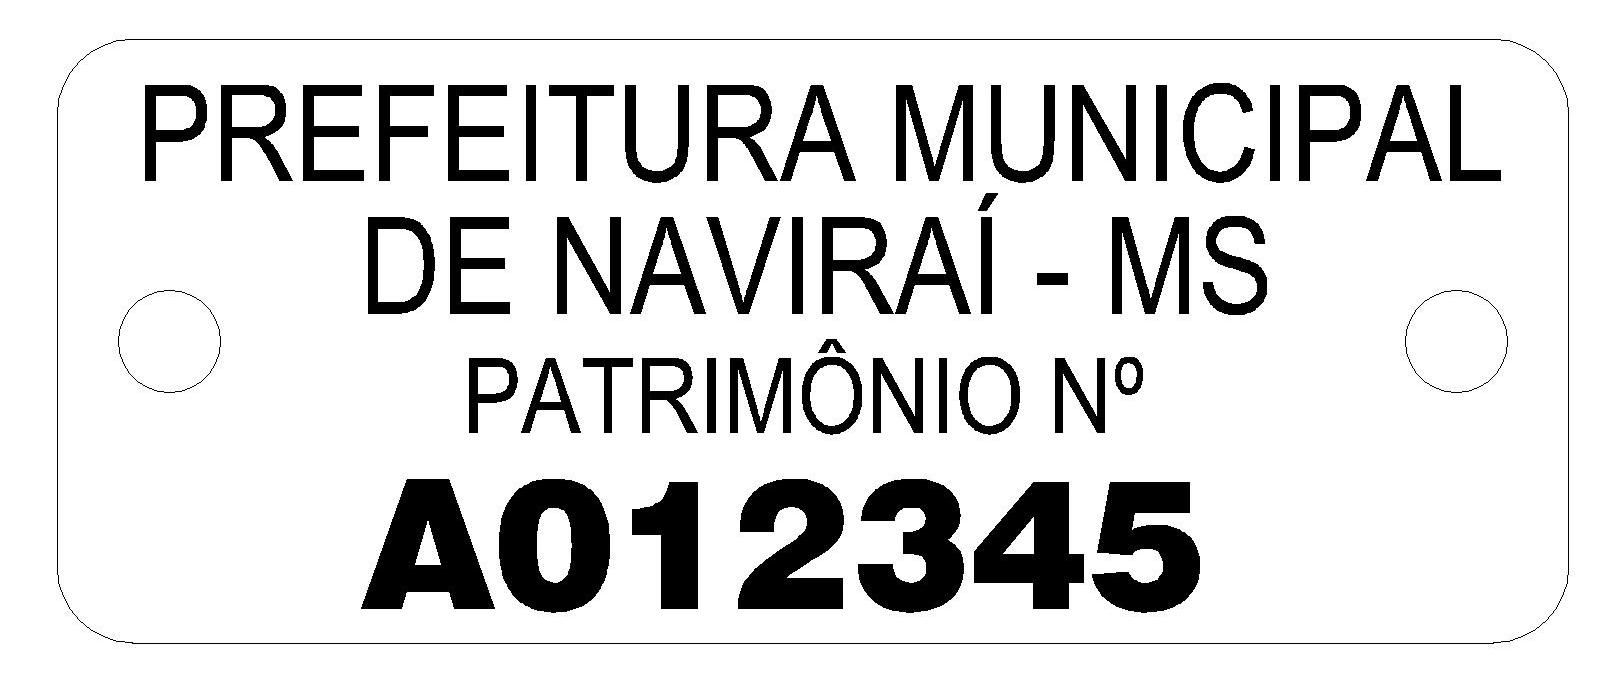 PREFEITURA MUNICIPAL
DE NAVIRAÍ - MS
PATRIMÔNIO Nº
A012345